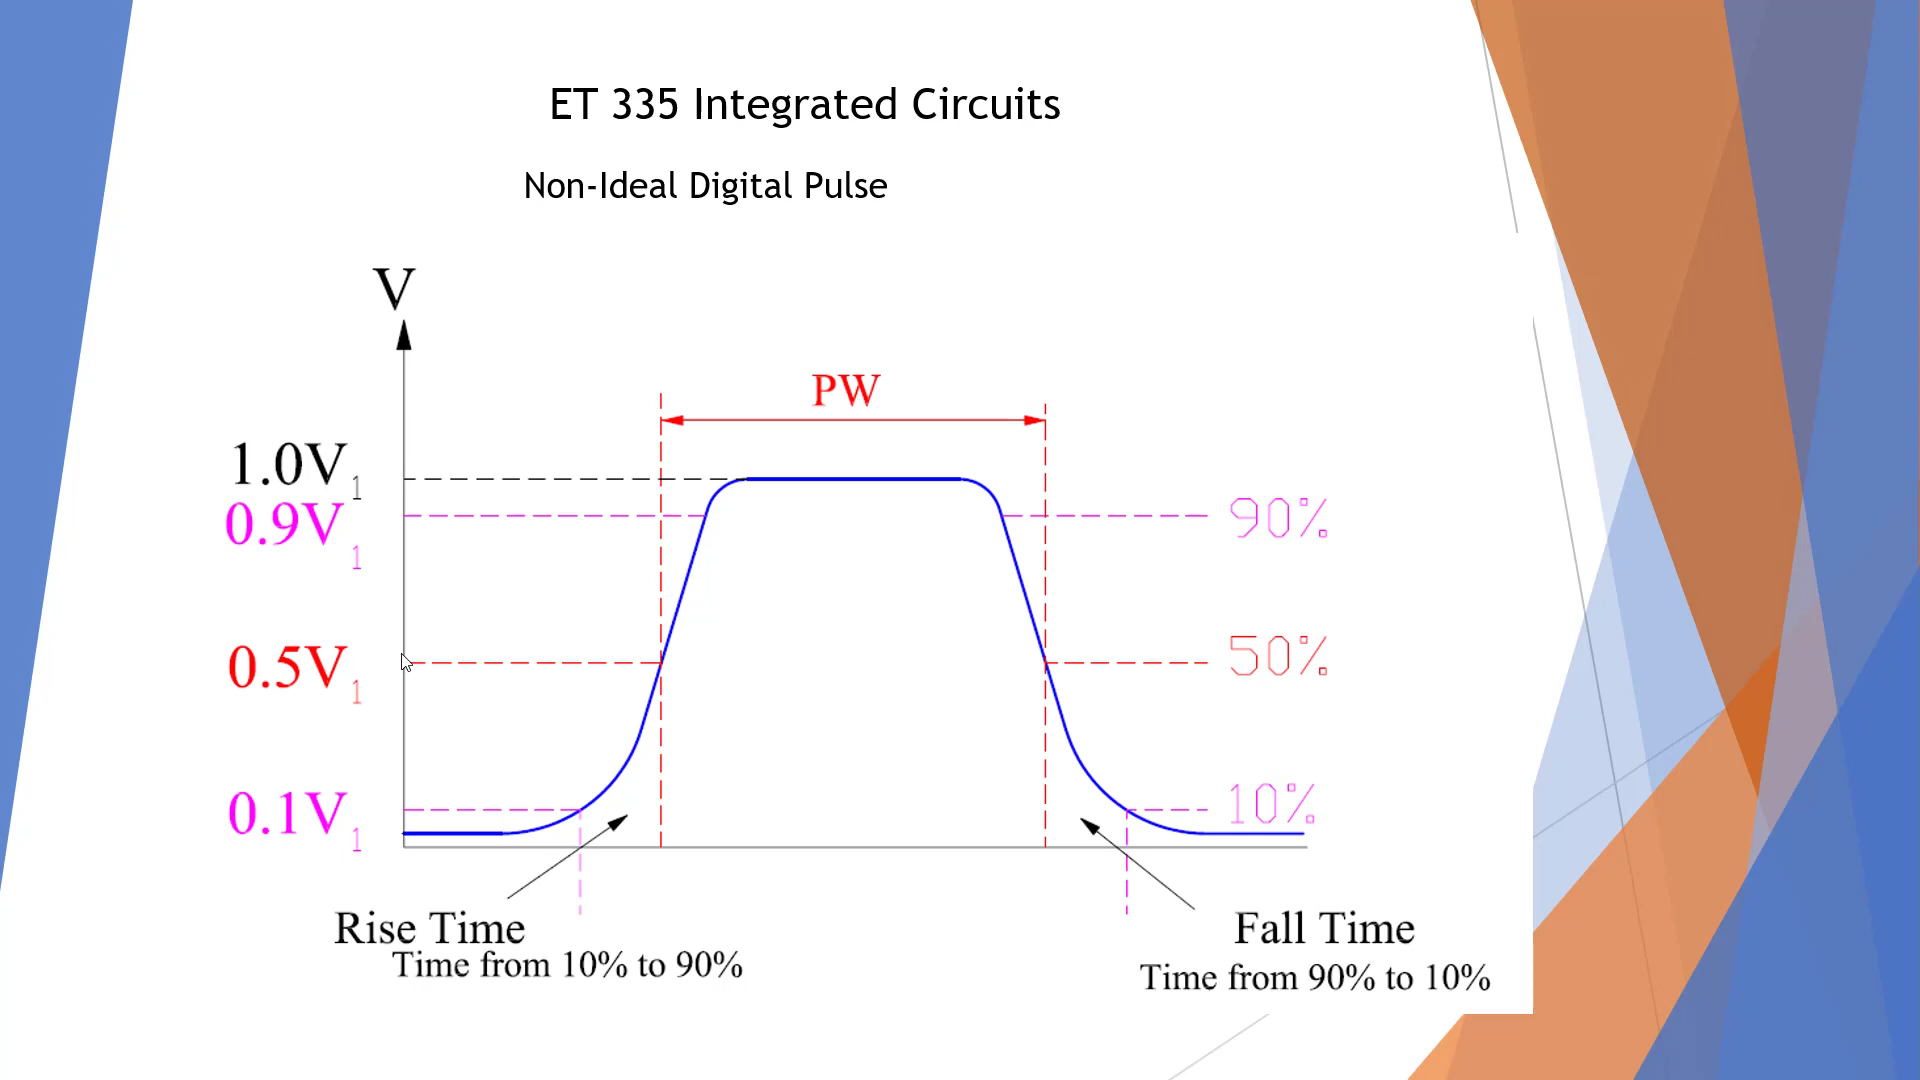 ET 335 Integrated Circuits
Non-Ideal Digital Pulse
V
PW
1.0V1
0.9V1
90%
0.5V1
50%
0.1V1
10%
Rise Time
Time from 10% to 90%
Fall Time
Time from 90% to 10%